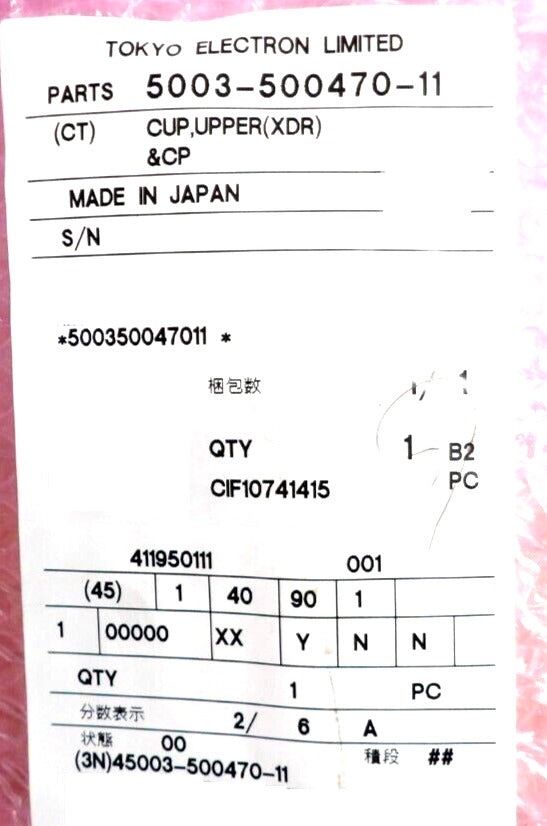 TOKYO ELECTRON LIMITED
PARTS 5003-500470-11
(CT) CUP,UPPER(XDR)
&CP
MADE IN JAPAN
S/N
*500350047011 *
梱包数 1/ 1
QTY 1 B2
CIF10741415 PC
411950111 001
(45) 1 40 90 1
1 00000 XX Y N N
QTY 1 PC
分数表示 2/ 6 A
状態 00 積段 ##
(3N)45003-500470-11